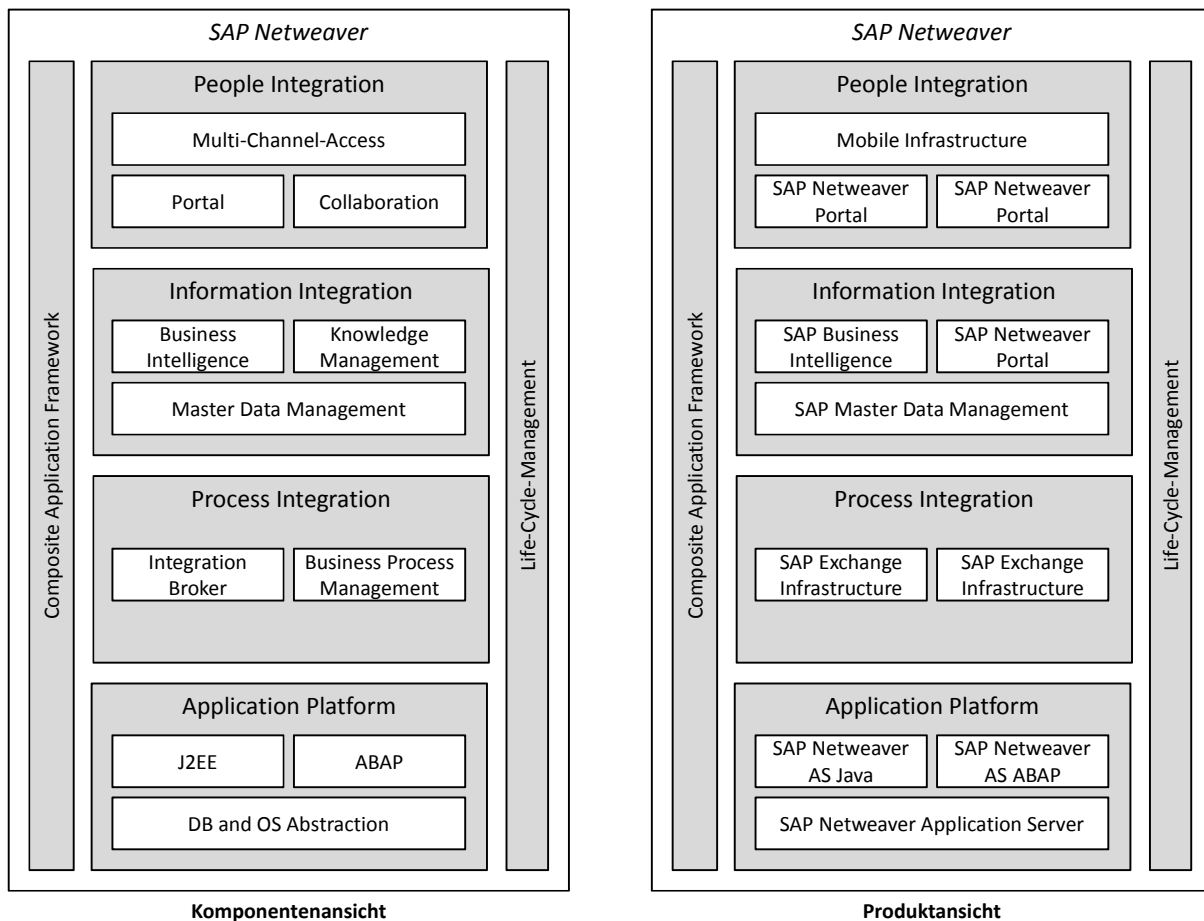 SAP Netweaver
Composite Application Framework
People Integration
Multi-Channel-Access
Portal
Collaboration
Information Integration
Business
Intelligence
Knowledge
Management
Master Data Management
Process Integration
Integration
Broker
Business Process
Management
Application Platform
J2EE
ABAP
DB and OS Abstraction
Life-Cycle-Management
Komponentenansicht
SAP Netweaver
Composite Application Framework
People Integration
Mobile Infrastructure
SAP Netweaver
Portal
SAP Netweaver
Portal
Information Integration
SAP Business
Intelligence
SAP Netweaver
Portal
SAP Master Data Management
Process Integration
SAP Exchange
Infrastructure
SAP Exchange
Infrastructure
Application Platform
SAP Netweaver
AS Java
SAP Netweaver
AS ABAP
SAP Netweaver Application Server
Life-Cycle-Management
Produktansicht